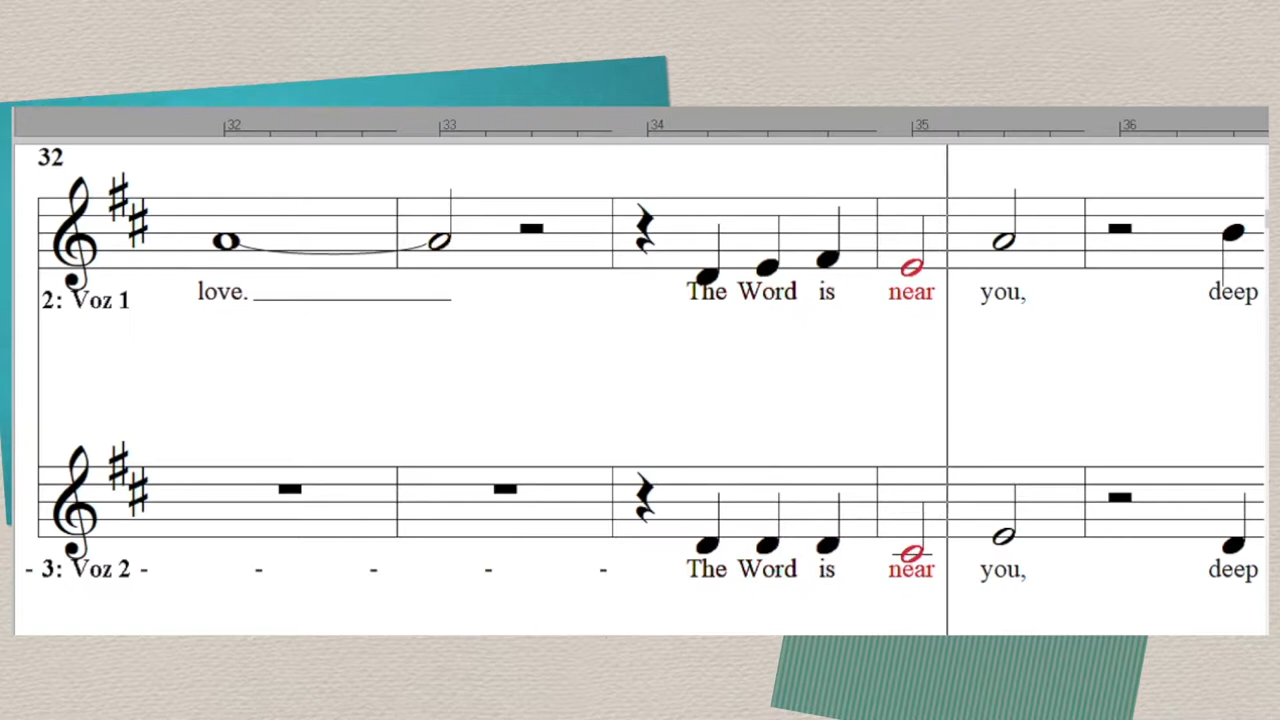 32 33 34 35 36
32
2: Voz 1 love. The Word is near you, deep
- 3: Voz 2 - - - - - The Word is near you, deep